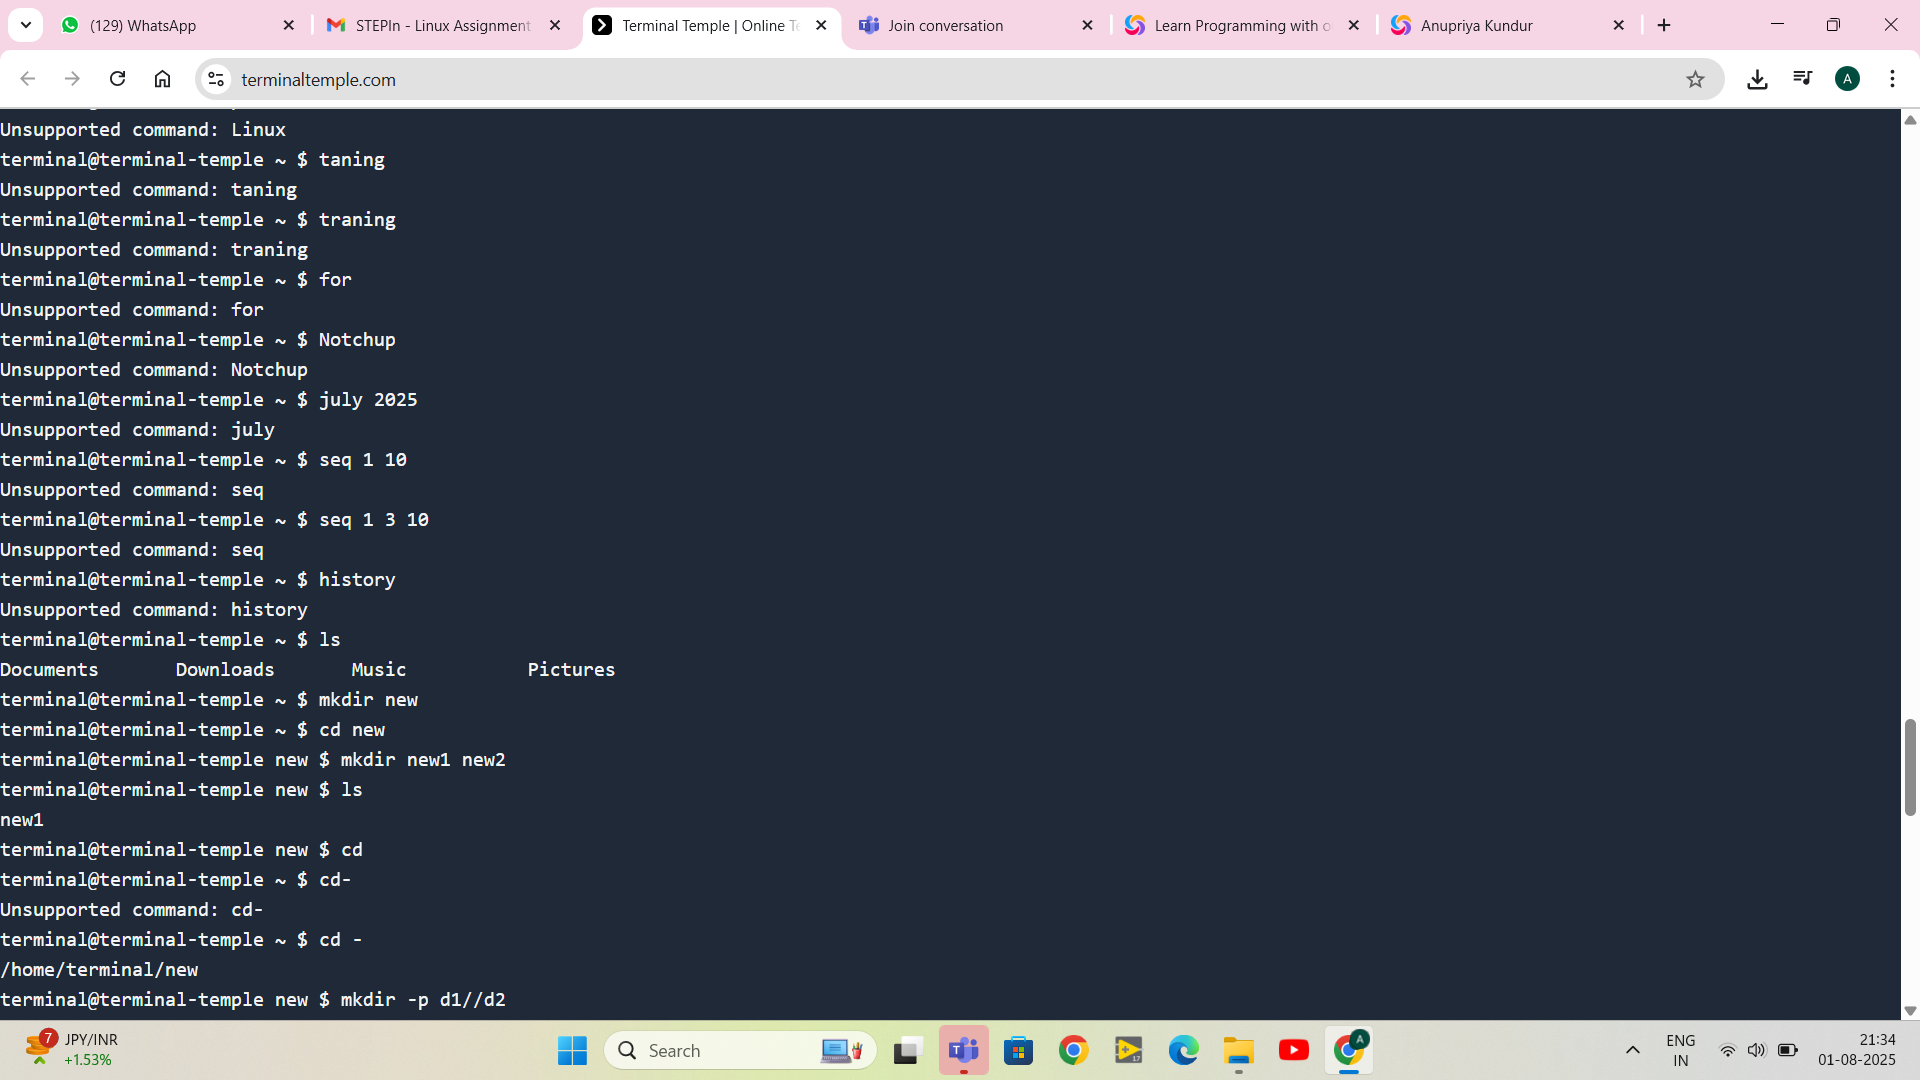 (129) WhatsApp
STEPIn - Linux Assignment
Terminal Temple | Online Te
Join conversation
Learn Programming with o
Anupriya Kundur
terminaltemple.com
A
Unsupported command: Linux
terminal@terminal-temple ~ $ taning
Unsupported command: taning
terminal@terminal-temple ~ $ traning
Unsupported command: traning
terminal@terminal-temple ~ $ for
Unsupported command: for
terminal@terminal-temple ~ $ Notchup
Unsupported command: Notchup
terminal@terminal-temple ~ $ july 2025
Unsupported command: july
terminal@terminal-temple ~ $ seq 1 10
Unsupported command: seq
terminal@terminal-temple ~ $ seq 1 3 10
Unsupported command: seq
terminal@terminal-temple ~ $ history
Unsupported command: history
terminal@terminal-temple ~ $ ls
Documents Downloads Music Pictures
terminal@terminal-temple ~ $ mkdir new
terminal@terminal-temple ~ $ cd new
terminal@terminal-temple new $ mkdir new1 new2
terminal@terminal-temple new $ ls
new1
terminal@terminal-temple new $ cd
terminal@terminal-temple ~ $ cd-
Unsupported command: cd-
terminal@terminal-temple ~ $ cd -
/home/terminal/new
terminal@terminal-temple new $ mkdir -p d1//d2
7
JPY/INR
+1.53%
Search
T
17
A
ENG
IN
21:34
01-08-2025